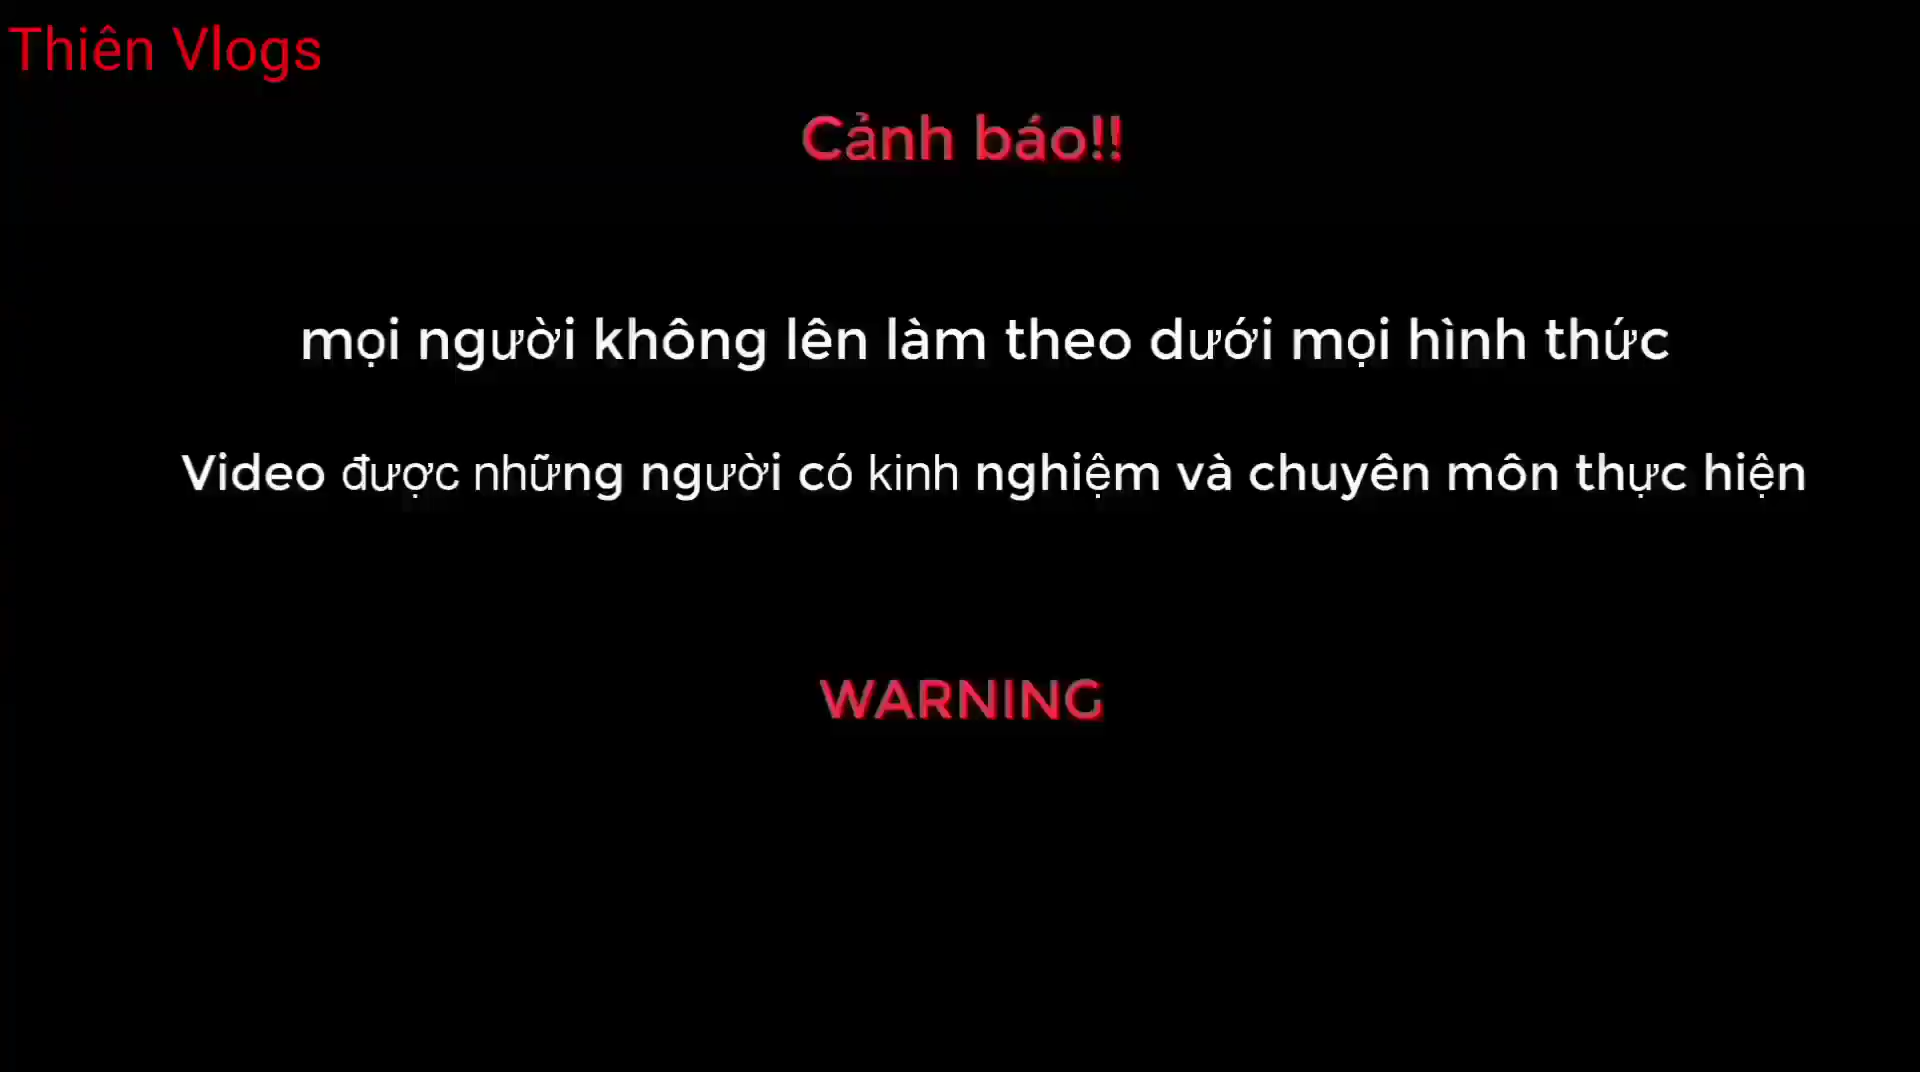 Thiên Vlogs
Cảnh báo!!
mọi người không lên làm theo dưới mọi hình thức
Video được những người có kinh nghiệm và chuyên môn thực hiện
WARNING